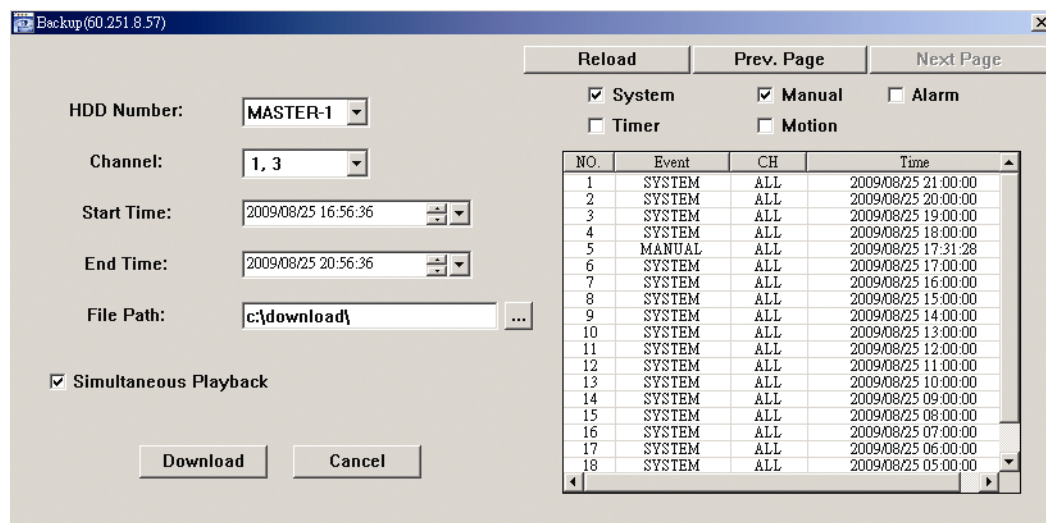 Backup(60.251.8.57)
Reload Prev. Page Next Page
System Manual Alarm
Timer Motion
HDD Number: MASTER-1
Channel: 1, 3
Start Time: 2009/08/25 16:56:36
End Time: 2009/08/25 20:56:36
File Path: c:\download\ ...
Simultaneous Playback
Download Cancel
NO. Event CH Time
1 SYSTEM ALL 2009/08/25 21:00:00
2 SYSTEM ALL 2009/08/25 20:00:00
3 SYSTEM ALL 2009/08/25 19:00:00
4 SYSTEM ALL 2009/08/25 18:00:00
5 MANUAL ALL 2009/08/25 17:31:28
6 SYSTEM ALL 2009/08/25 17:00:00
7 SYSTEM ALL 2009/08/25 16:00:00
8 SYSTEM ALL 2009/08/25 15:00:00
9 SYSTEM ALL 2009/08/25 14:00:00
10 SYSTEM ALL 2009/08/25 13:00:00
11 SYSTEM ALL 2009/08/25 12:00:00
12 SYSTEM ALL 2009/08/25 11:00:00
13 SYSTEM ALL 2009/08/25 10:00:00
14 SYSTEM ALL 2009/08/25 09:00:00
15 SYSTEM ALL 2009/08/25 08:00:00
16 SYSTEM ALL 2009/08/25 07:00:00
17 SYSTEM ALL 2009/08/25 06:00:00
18 SYSTEM ALL 2009/08/25 05:00:00